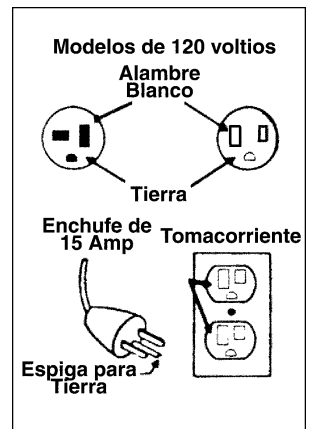 Modelos de 120 voltios
Alambre
Blanco
Tierra
Enchufe de
15 Amp
Tomacorriente
Espiga para
Tierra